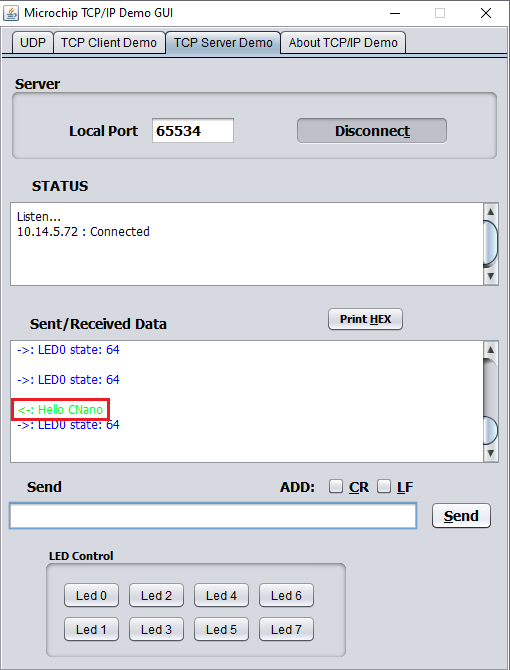 Microchip TCP/IP Demo GUI
UDP TCP Client Demo TCP Server Demo About TCP/IP Demo
Server
Local Port 65534 Disconnect
STATUS
Listen...
10.14.5.72 : Connected
Sent/Received Data Print HEX
->: LED0 state: 64
->: LED0 state: 64
<-: Hello CNano
->: LED0 state: 64
Send ADD: CR LF
Send
LED Control
Led 0 Led 2 Led 4 Led 6
Led 1 Led 3 Led 5 Led 7